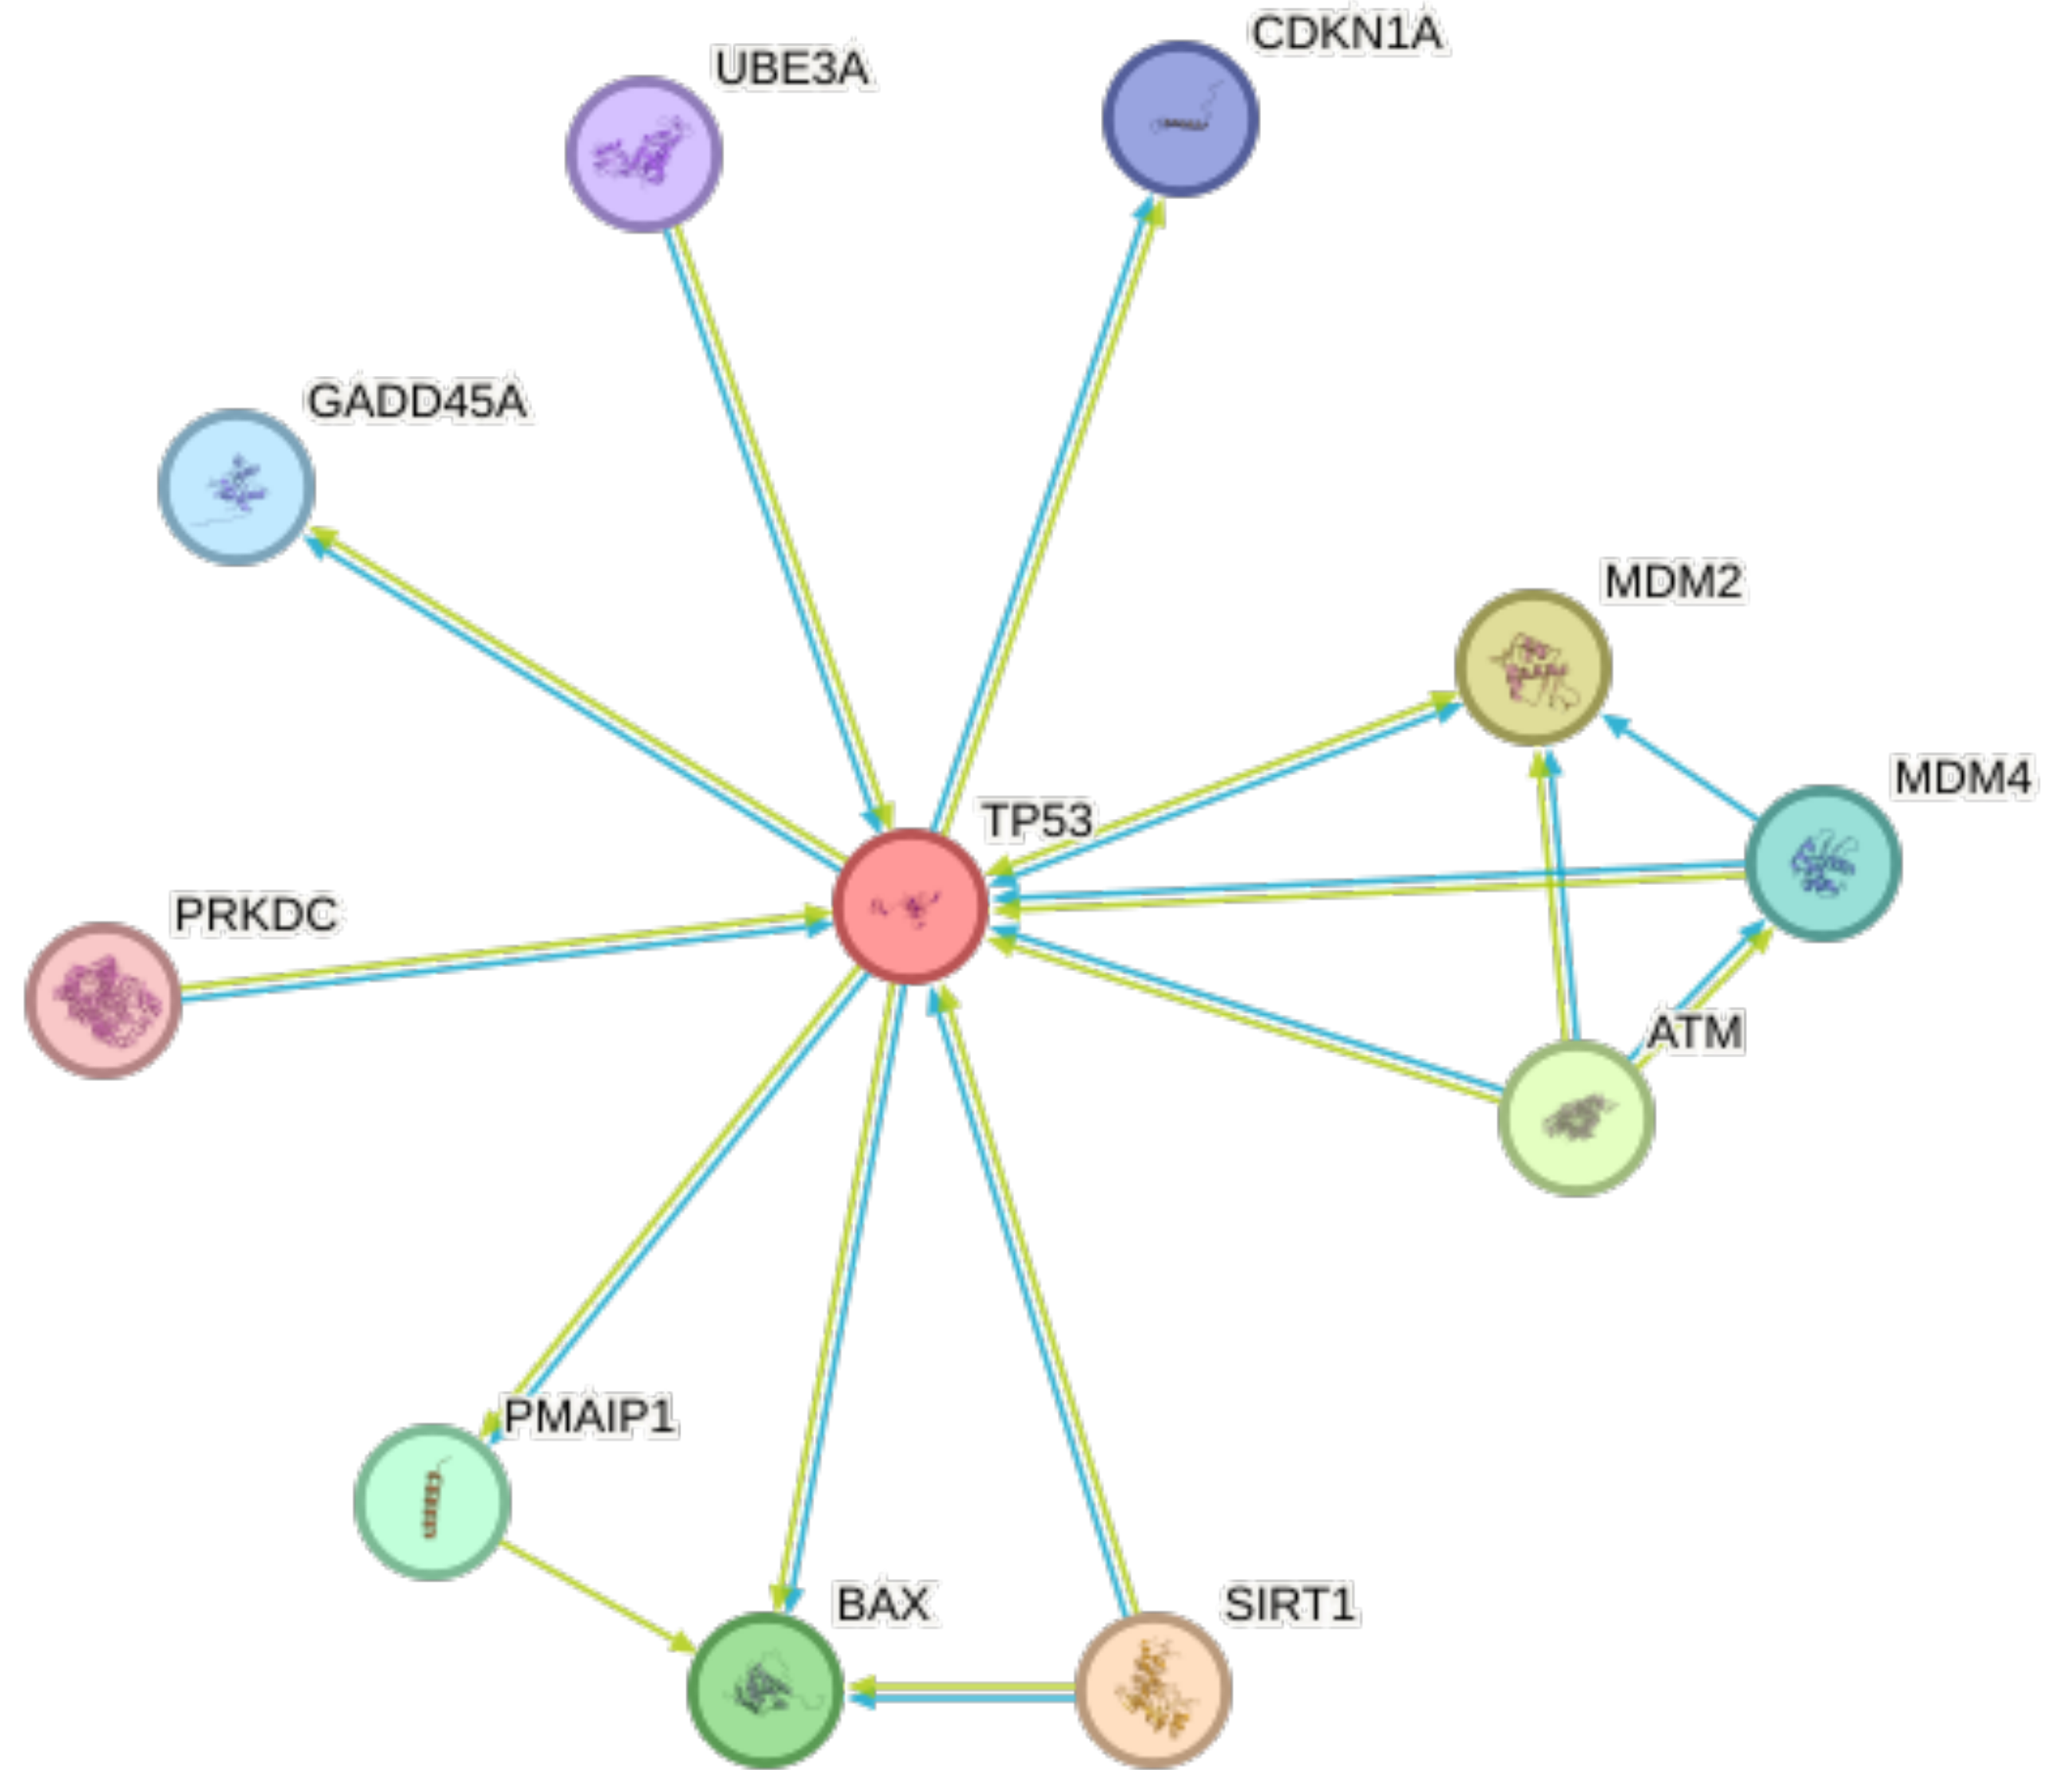 CDKN1A
UBE3A
GADD45A
MDM2
MDM4
TP53
PRKDC
ATM
PMAIP1
BAX
SIRT1